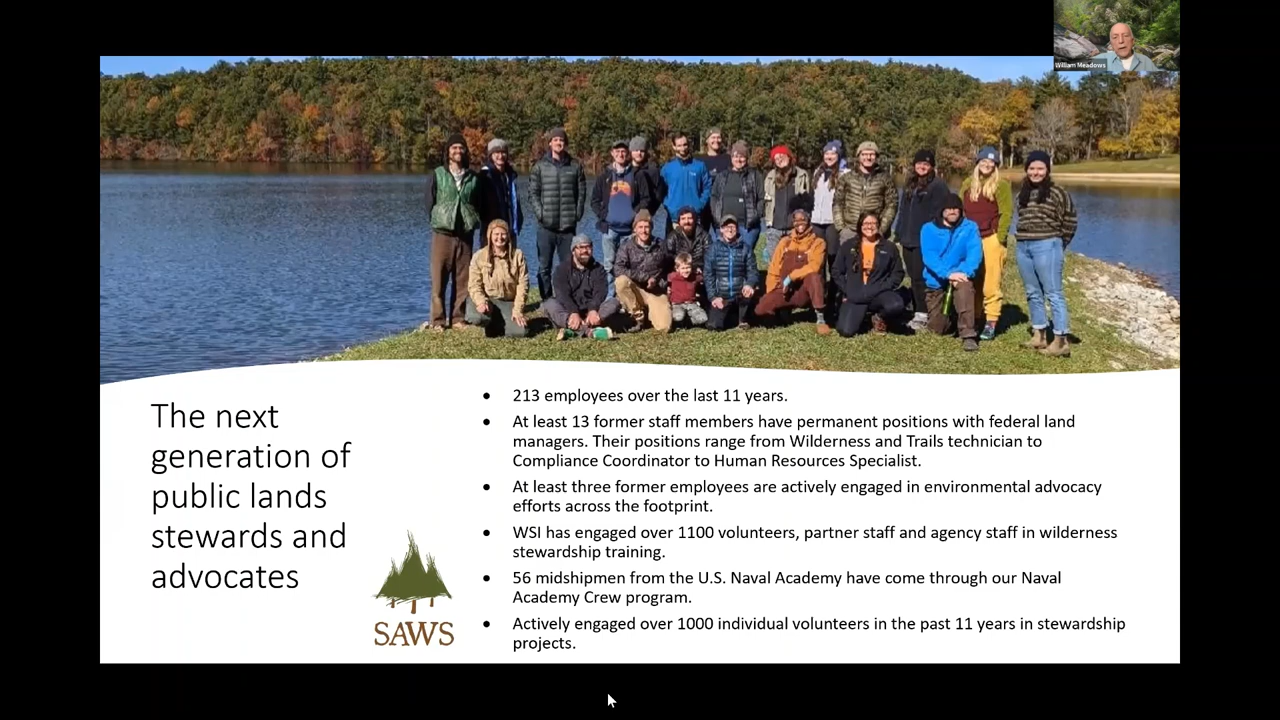 William Meadows
The next
generation of
public lands
stewards and
advocates
SAWS
• 213 employees over the last 11 years.
• At least 13 former staff members have permanent positions with federal land
managers. Their positions range from Wilderness and Trails technician to
Compliance Coordinator to Human Resources Specialist.
• At least three former employees are actively engaged in environmental advocacy
efforts across the footprint.
• WSI has engaged over 1100 volunteers, partner staff and agency staff in wilderness
stewardship training.
• 56 midshipmen from the U.S. Naval Academy have come through our Naval
Academy Crew program.
• Actively engaged over 1000 individual volunteers in the past 11 years in stewardship
projects.